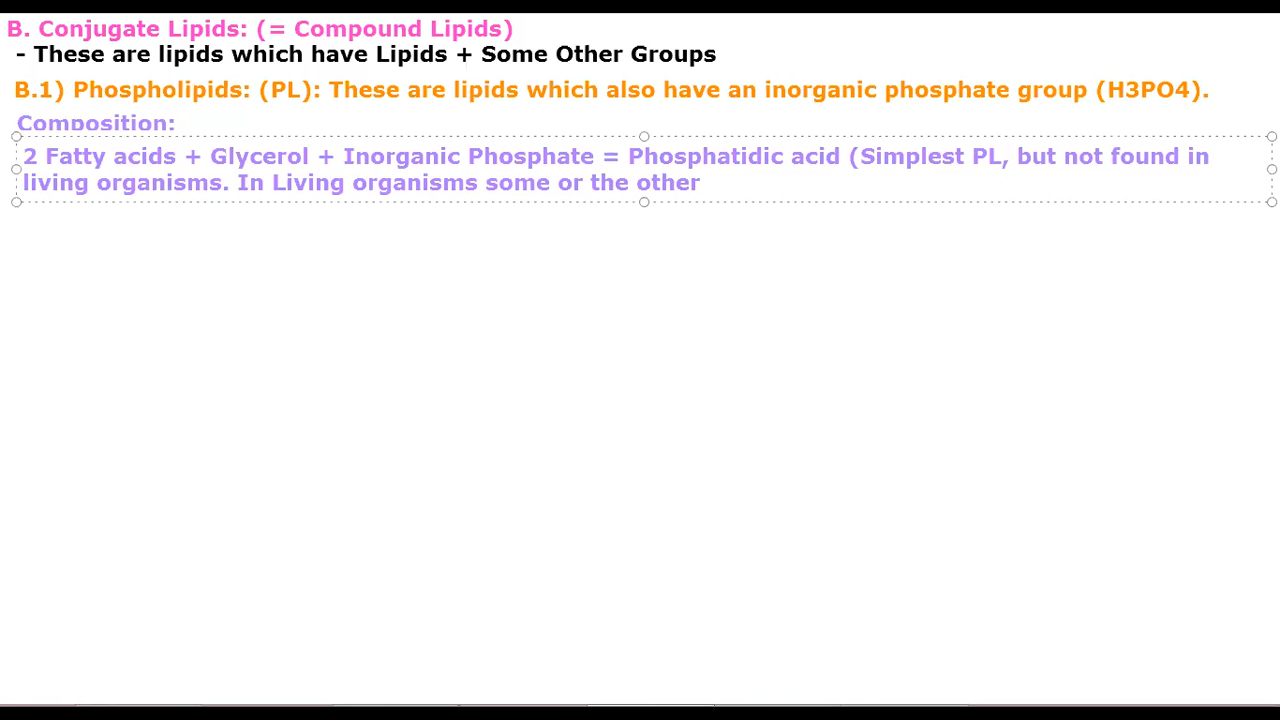 B. Conjugate Lipids: (= Compound Lipids)
- These are lipids which have Lipids + Some Other Groups
B.1) Phospholipids: (PL): These are lipids which also have an inorganic phosphate group (H3PO4).
Composition:
2 Fatty acids + Glycerol + Inorganic Phosphate = Phosphatidic acid (Simplest PL, but not found in
living organisms. In Living organisms some or the other